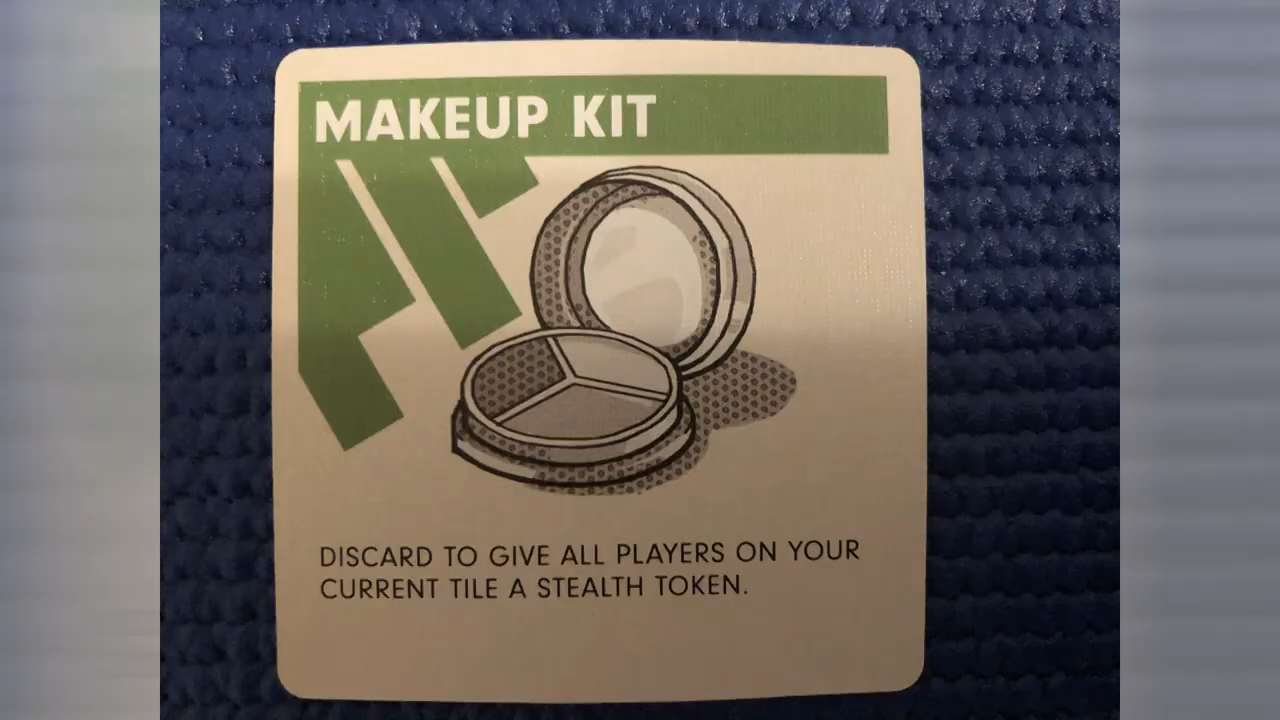 MAKEUP KIT
DISCARD TO GIVE ALL PLAYERS ON YOUR
CURRENT TILE A STEALTH TOKEN.